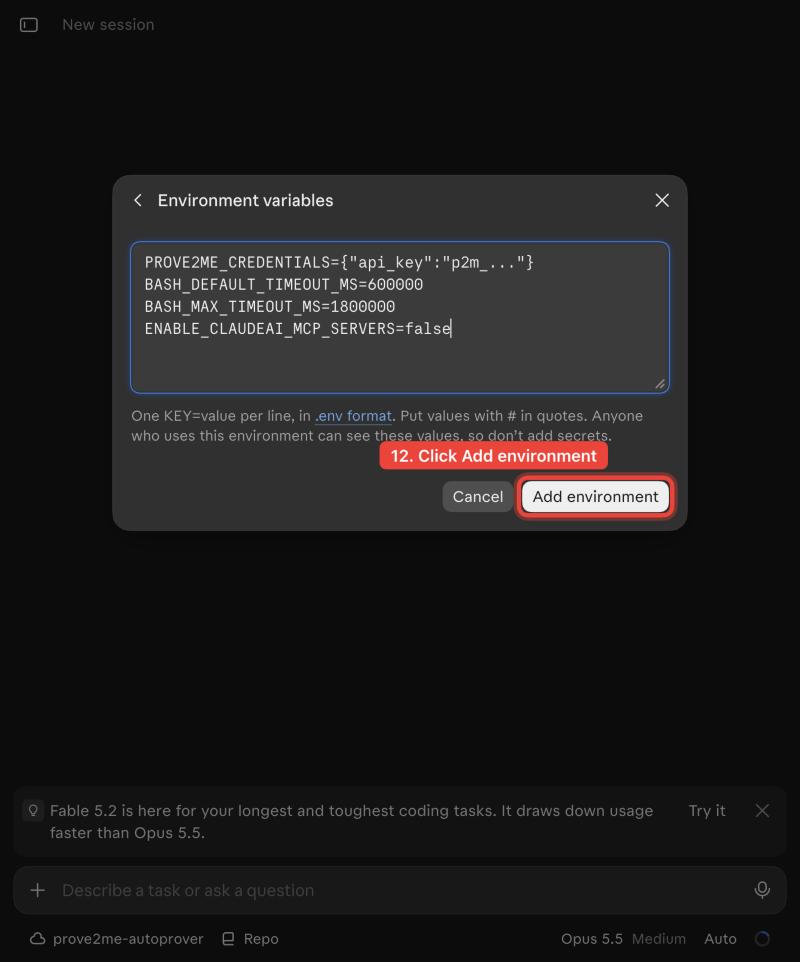 New session
Environment variables
PROVE2ME_CREDENTIALS={"api_key":"p2m_..."}
BASH_DEFAULT_TIMEOUT_MS=600000
BASH_MAX_TIMEOUT_MS=1800000
ENABLE_CLAUDEAI_MCP_SERVERS=false
One KEY=value per line, in .env format. Put values with # in quotes. Anyone
who uses this environment can see these values, so don't add secrets.
12. Click Add environment
Cancel
Add environment
Fable 5.2 is here for your longest and toughest coding tasks. It draws down usage
faster than Opus 5.5.
Try it
Describe a task or ask a question
prove2me-autoprover
Repo
Opus 5.5 Medium
Auto